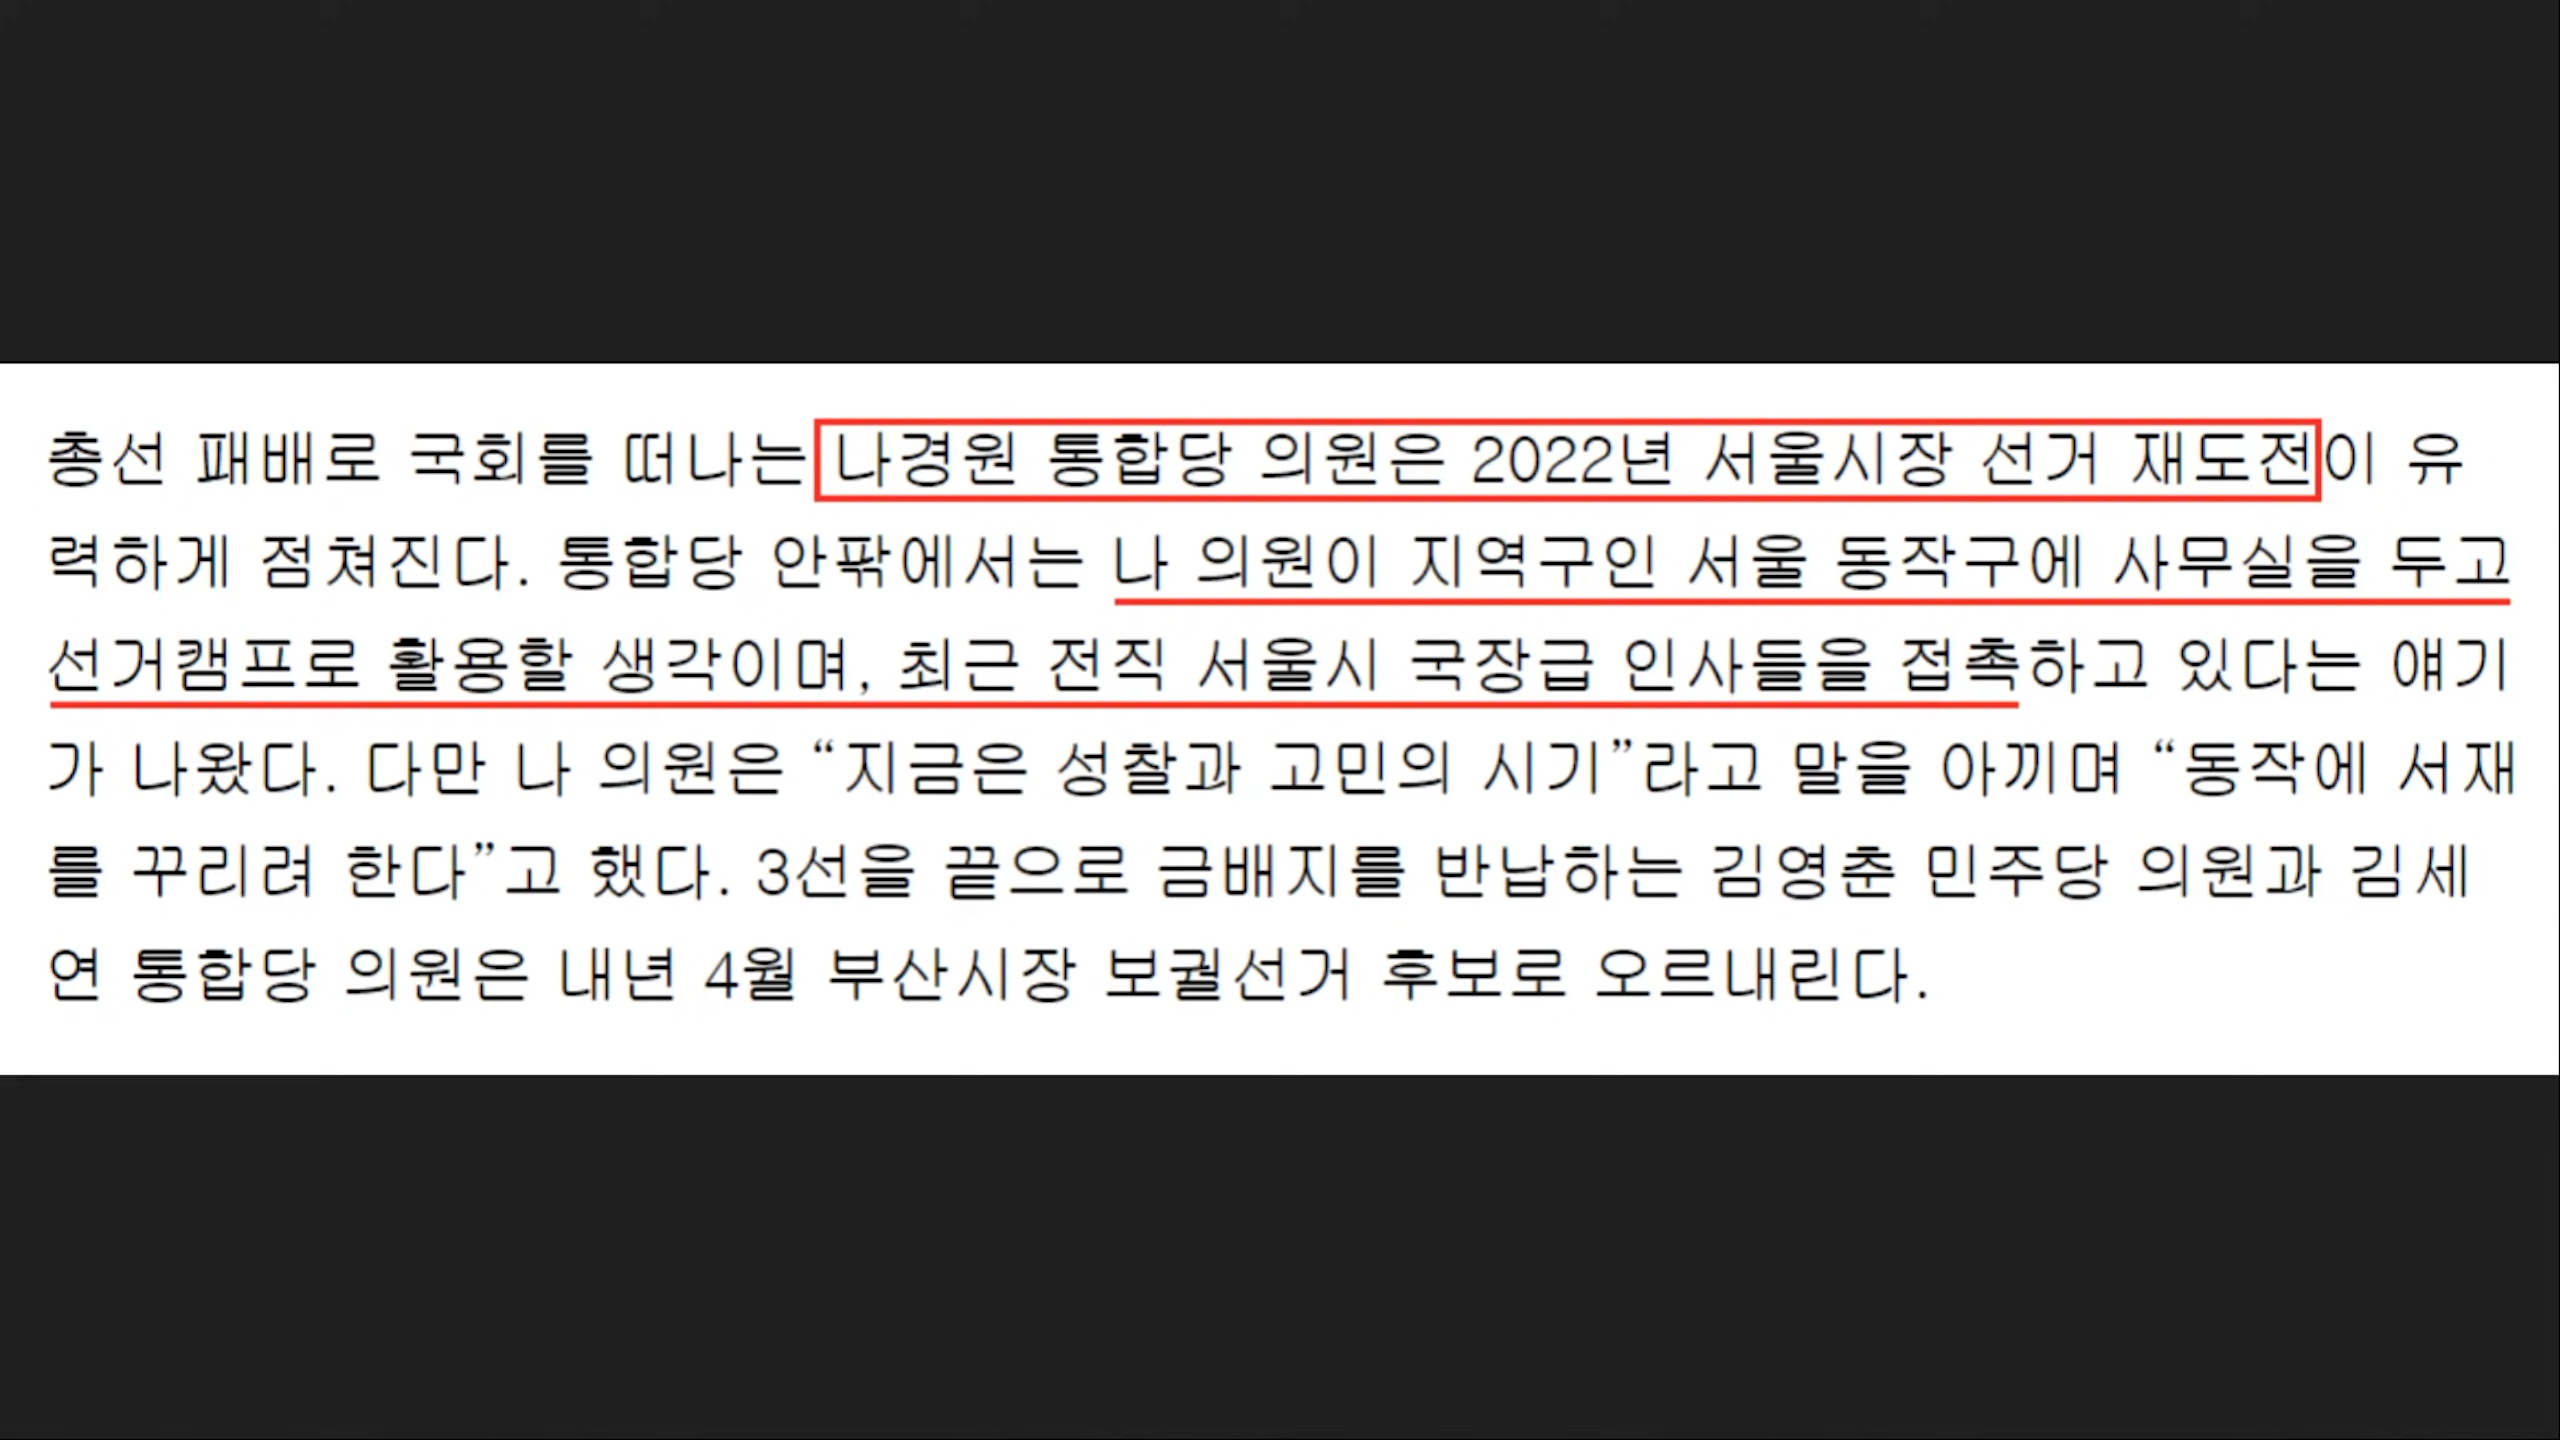 총선 패배로 국회를 떠나는 나경원 통합당 의원은 2022년 서울시장 선거 재도전이 유
력하게 점쳐진다. 통합당 안팎에서는 나 의원이 지역구인 서울 동작구에 사무실을 두고
선거캠프로 활용할 생각이며, 최근 전직 서울시 국장급 인사들을 접촉하고 있다는 얘기
가 나왔다. 다만 나 의원은 “지금은 성찰과 고민의 시기”라고 말을 아끼며 “동작에 서재
를 꾸리려 한다”고 했다. 3선을 끝으로 금배지를 반납하는 김영춘 민주당 의원과 김세
연 통합당 의원은 내년 4월 부산시장 보궐선거 후보로 오르내린다.